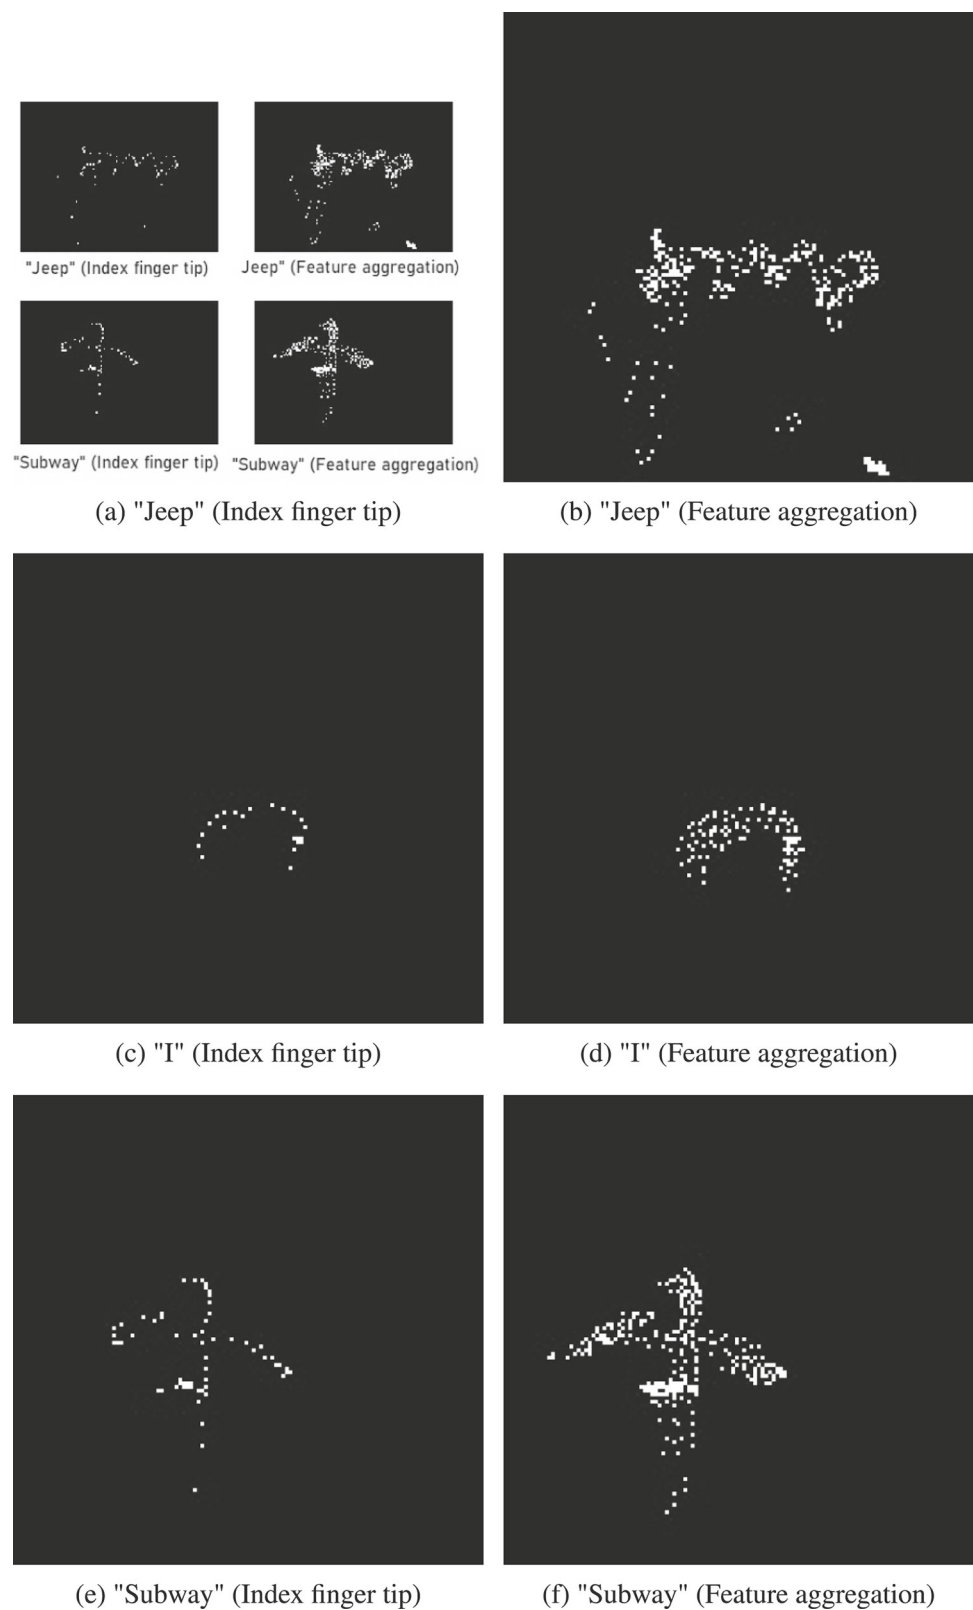 "Jeep" (Index finger tip) Jeep" (Feature aggregation)
"Subway" (Index finger tip) "Subway" (Feature aggregation)
(a) "Jeep" (Index finger tip)
(b) "Jeep" (Feature aggregation)
(c) "I" (Index finger tip)
(d) "I" (Feature aggregation)
(e) "Subway" (Index finger tip)
(f) "Subway" (Feature aggregation)